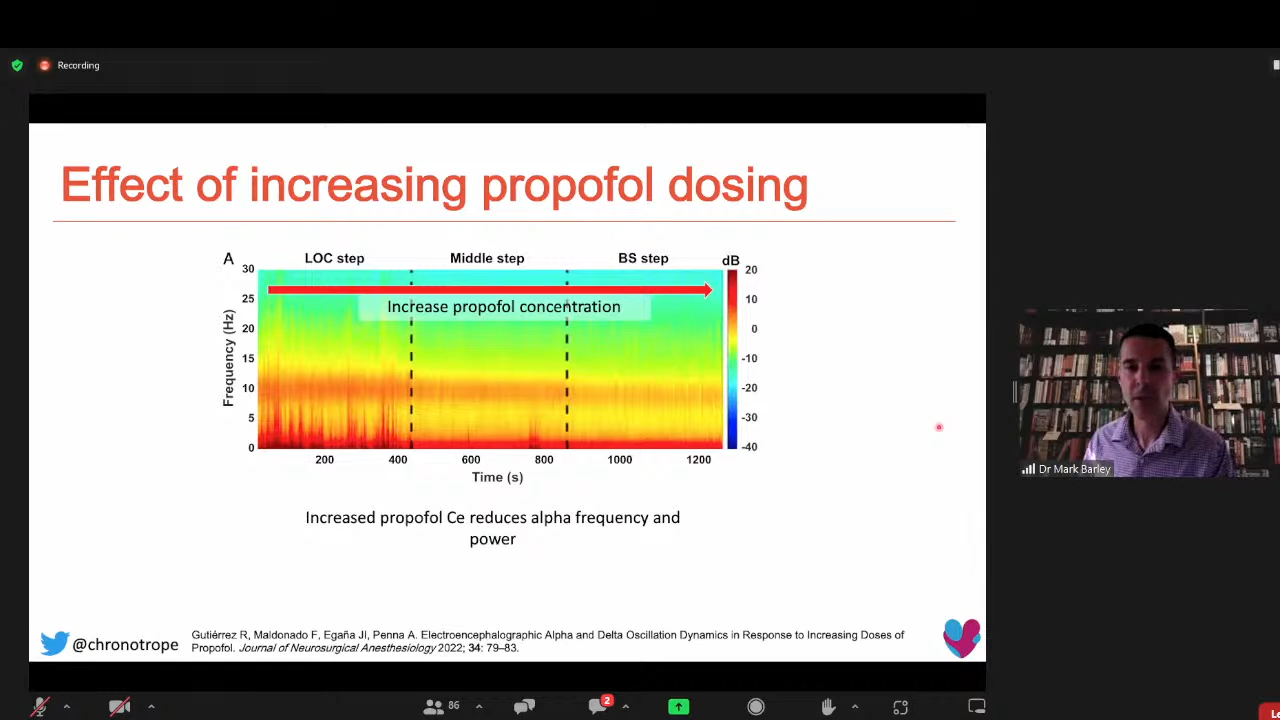 Recording
Effect of increasing propofol dosing
A LOC step Middle step BS step dB
30 20
25 10
20 0
15 -10
10 -20
5 -30
0 -40
Increase propofol concentration
Frequency (Hz)
200 400 600 800 1000 1200
Time (s)
Increased propofol Ce reduces alpha frequency and
power
@chronotrope
Gutiérrez R, Maldonado F, Egaña JI, Penna A. Electroencephalographic Alpha and Delta Oscillation Dynamics in Response to Increasing Doses of
Propofol. Journal of Neurosurgical Anesthesiology 2022; 34: 79–83.
Dr Mark Barley
86
2